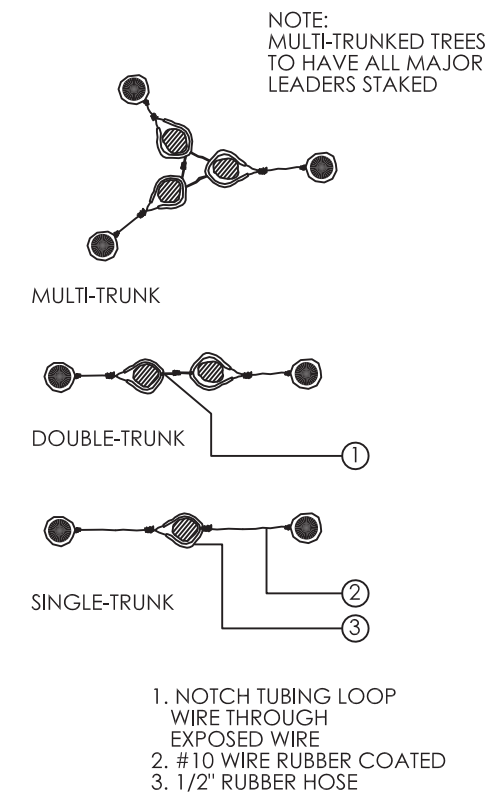 NOTE:
MULTI-TRUNKED TREES
TO HAVE ALL MAJOR
LEADERS STAKED
MULTI-TRUNK
DOUBLE-TRUNK
1
SINGLE-TRUNK
2
3
1. NOTCH TUBING LOOP
WIRE THROUGH
EXPOSED WIRE
2. #10 WIRE RUBBER COATED
3. 1/2" RUBBER HOSE